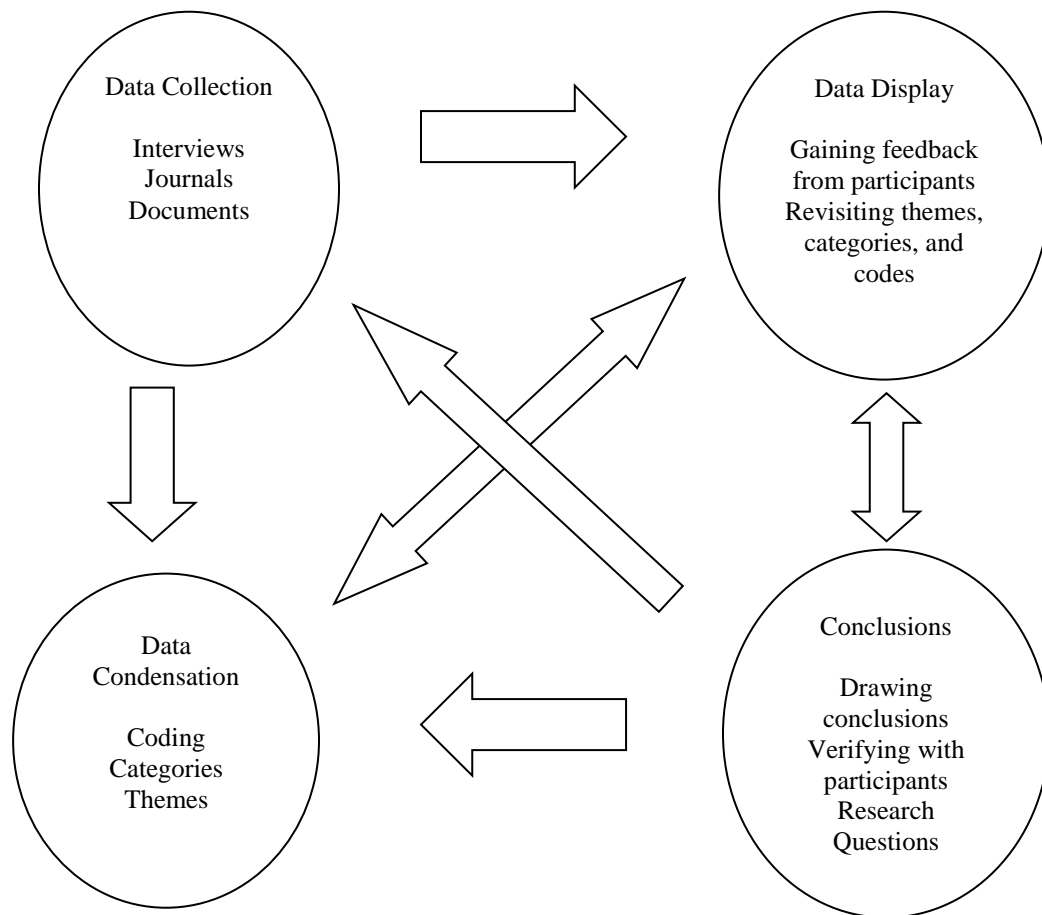 Data Collection
Interviews
Journals
Documents
Data Display
Gaining feedback
from participants
Revisiting themes,
categories, and
codes
Data
Condensation
Coding
Categories
Themes
Conclusions
Drawing
conclusions
Verifying with
participants
Research
Questions